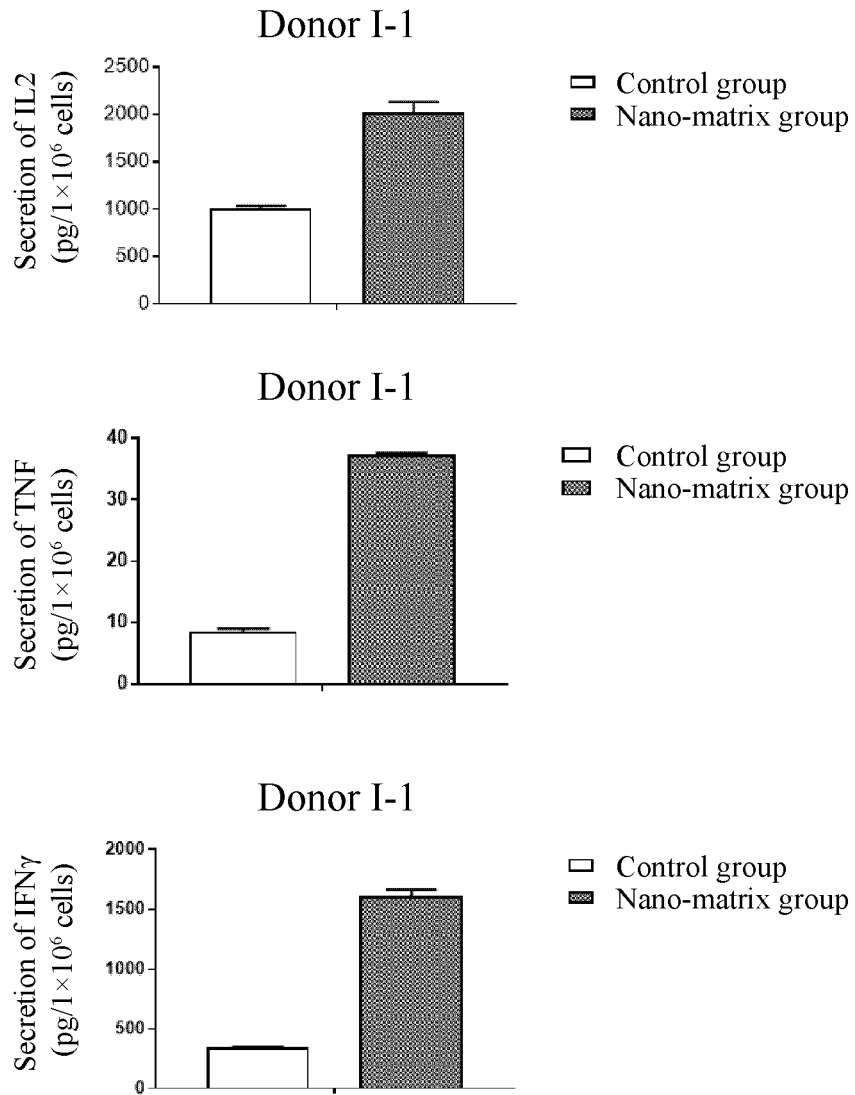 Donor I-1
Secretion of IL2
(pg/1×10⁶ cells)
2500
2000
1500
1000
500
0
Control group
Nano-matrix group
Donor I-1
Secretion of TNF
(pg/1×10⁶ cells)
40
30
20
10
0
Control group
Nano-matrix group
Donor I-1
Secretion of IFNγ
(pg/1×10⁶ cells)
2000
1500
1000
500
0
Control group
Nano-matrix group